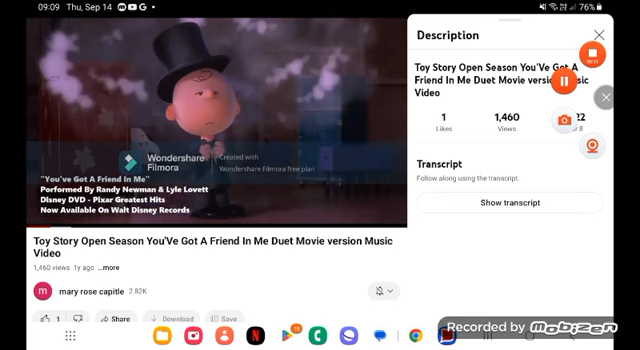 09:09 Thu, Sep 14
76%
Description
Toy Story Open Season You'Ve Got A
Friend In Me Duet Movie version Music
Video
1
1,460
22
Likes
Views
Transcript
Follow along using the transcript.
Show transcript
Wondershare
Filmora
Created with
Wondershare Filmora free plan
"You've Got A Friend In Me"
Performed By Randy Newman & Lyle Lovett
Disney DVD - Pixar Greatest Hits
Now Available On Walt Disney Records
Toy Story Open Season You'Ve Got A Friend In Me Duet Movie version Music
Video
1,460 views 1y ago ...more
m
mary rose capitle 2.82K
1
Share
Download
Save
Recorded by Mobizen